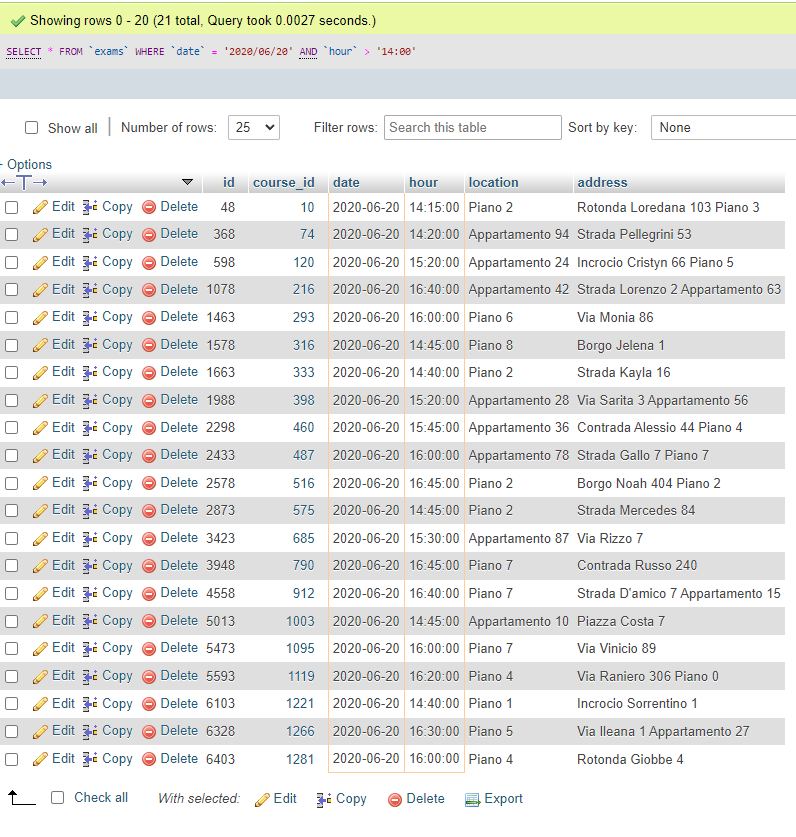 Showing rows 0 - 20 (21 total, Query took 0.0027 seconds.)
SELECT * FROM `exams` WHERE `date` = '2020/06/20' AND `hour` > '14:00'
Show all Number of rows: 25 Filter rows: Search this table Sort by key: None
+ Options
id course_id date hour location address
Edit Copy Delete 48 10 2020-06-20 14:15:00 Piano 2 Rotonda Loredana 103 Piano 3
Edit Copy Delete 368 74 2020-06-20 14:20:00 Appartamento 94 Strada Pellegrini 53
Edit Copy Delete 598 120 2020-06-20 15:20:00 Appartamento 24 Incrocio Cristyn 66 Piano 5
Edit Copy Delete 1078 216 2020-06-20 16:40:00 Appartamento 42 Strada Lorenzo 2 Appartamento 63
Edit Copy Delete 1463 293 2020-06-20 16:00:00 Piano 6 Via Monia 86
Edit Copy Delete 1578 316 2020-06-20 14:45:00 Piano 8 Borgo Jelena 1
Edit Copy Delete 1663 333 2020-06-20 14:40:00 Piano 2 Strada Kayla 16
Edit Copy Delete 1988 398 2020-06-20 15:20:00 Appartamento 28 Via Sarita 3 Appartamento 56
Edit Copy Delete 2298 460 2020-06-20 15:45:00 Appartamento 36 Contrada Alessio 44 Piano 4
Edit Copy Delete 2433 487 2020-06-20 16:00:00 Appartamento 78 Strada Gallo 7 Piano 7
Edit Copy Delete 2578 516 2020-06-20 16:45:00 Piano 2 Borgo Noah 404 Piano 2
Edit Copy Delete 2873 575 2020-06-20 14:45:00 Piano 2 Strada Mercedes 84
Edit Copy Delete 3423 685 2020-06-20 15:30:00 Appartamento 87 Via Rizzo 7
Edit Copy Delete 3948 790 2020-06-20 16:45:00 Piano 7 Contrada Russo 240
Edit Copy Delete 4558 912 2020-06-20 16:40:00 Piano 7 Strada D'amico 7 Appartamento 15
Edit Copy Delete 5013 1003 2020-06-20 14:45:00 Appartamento 10 Piazza Costa 7
Edit Copy Delete 5473 1095 2020-06-20 16:00:00 Piano 7 Via Vinicio 89
Edit Copy Delete 5593 1119 2020-06-20 16:20:00 Piano 4 Via Raniero 306 Piano 0
Edit Copy Delete 6103 1221 2020-06-20 14:40:00 Piano 1 Incrocio Sorrentino 1
Edit Copy Delete 6328 1266 2020-06-20 16:30:00 Piano 5 Via Ileana 1 Appartamento 27
Edit Copy Delete 6403 1281 2020-06-20 16:00:00 Piano 4 Rotonda Giobbe 4
Check all With selected: Edit Copy Delete Export